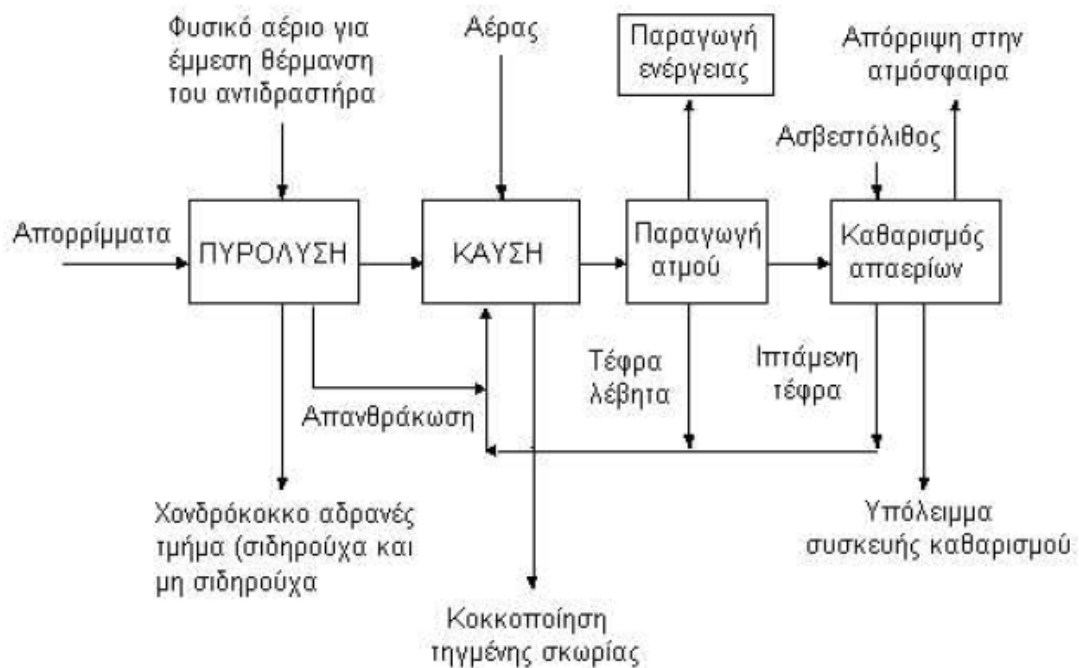 Φυσικό αέριο για
έμμεση θέρμανση
του αντιδραστήρα
Αέρας
Παραγωγή
ενέργειας
Απόρριψη στην
ατμόσφαιρα
Ασβεστόλιθος
Απορρίμματα
ΠΥΡΟΛΥΣΗ
ΚΑΥΣΗ
Παραγωγή
ατμού
Καθαρισμός
απαερίων
Απανθράκωση
Τέφρα
λέβητα
Ιπτάμενη
τέφρα
Χονδρόκοκκο αδρανές
τμήμα (σιδηρούχα και
μη σιδηρούχα
Κοκκοποίηση
τηγμένης σκωρίας
Υπόλειμμα
συσκευής καθαρισμού